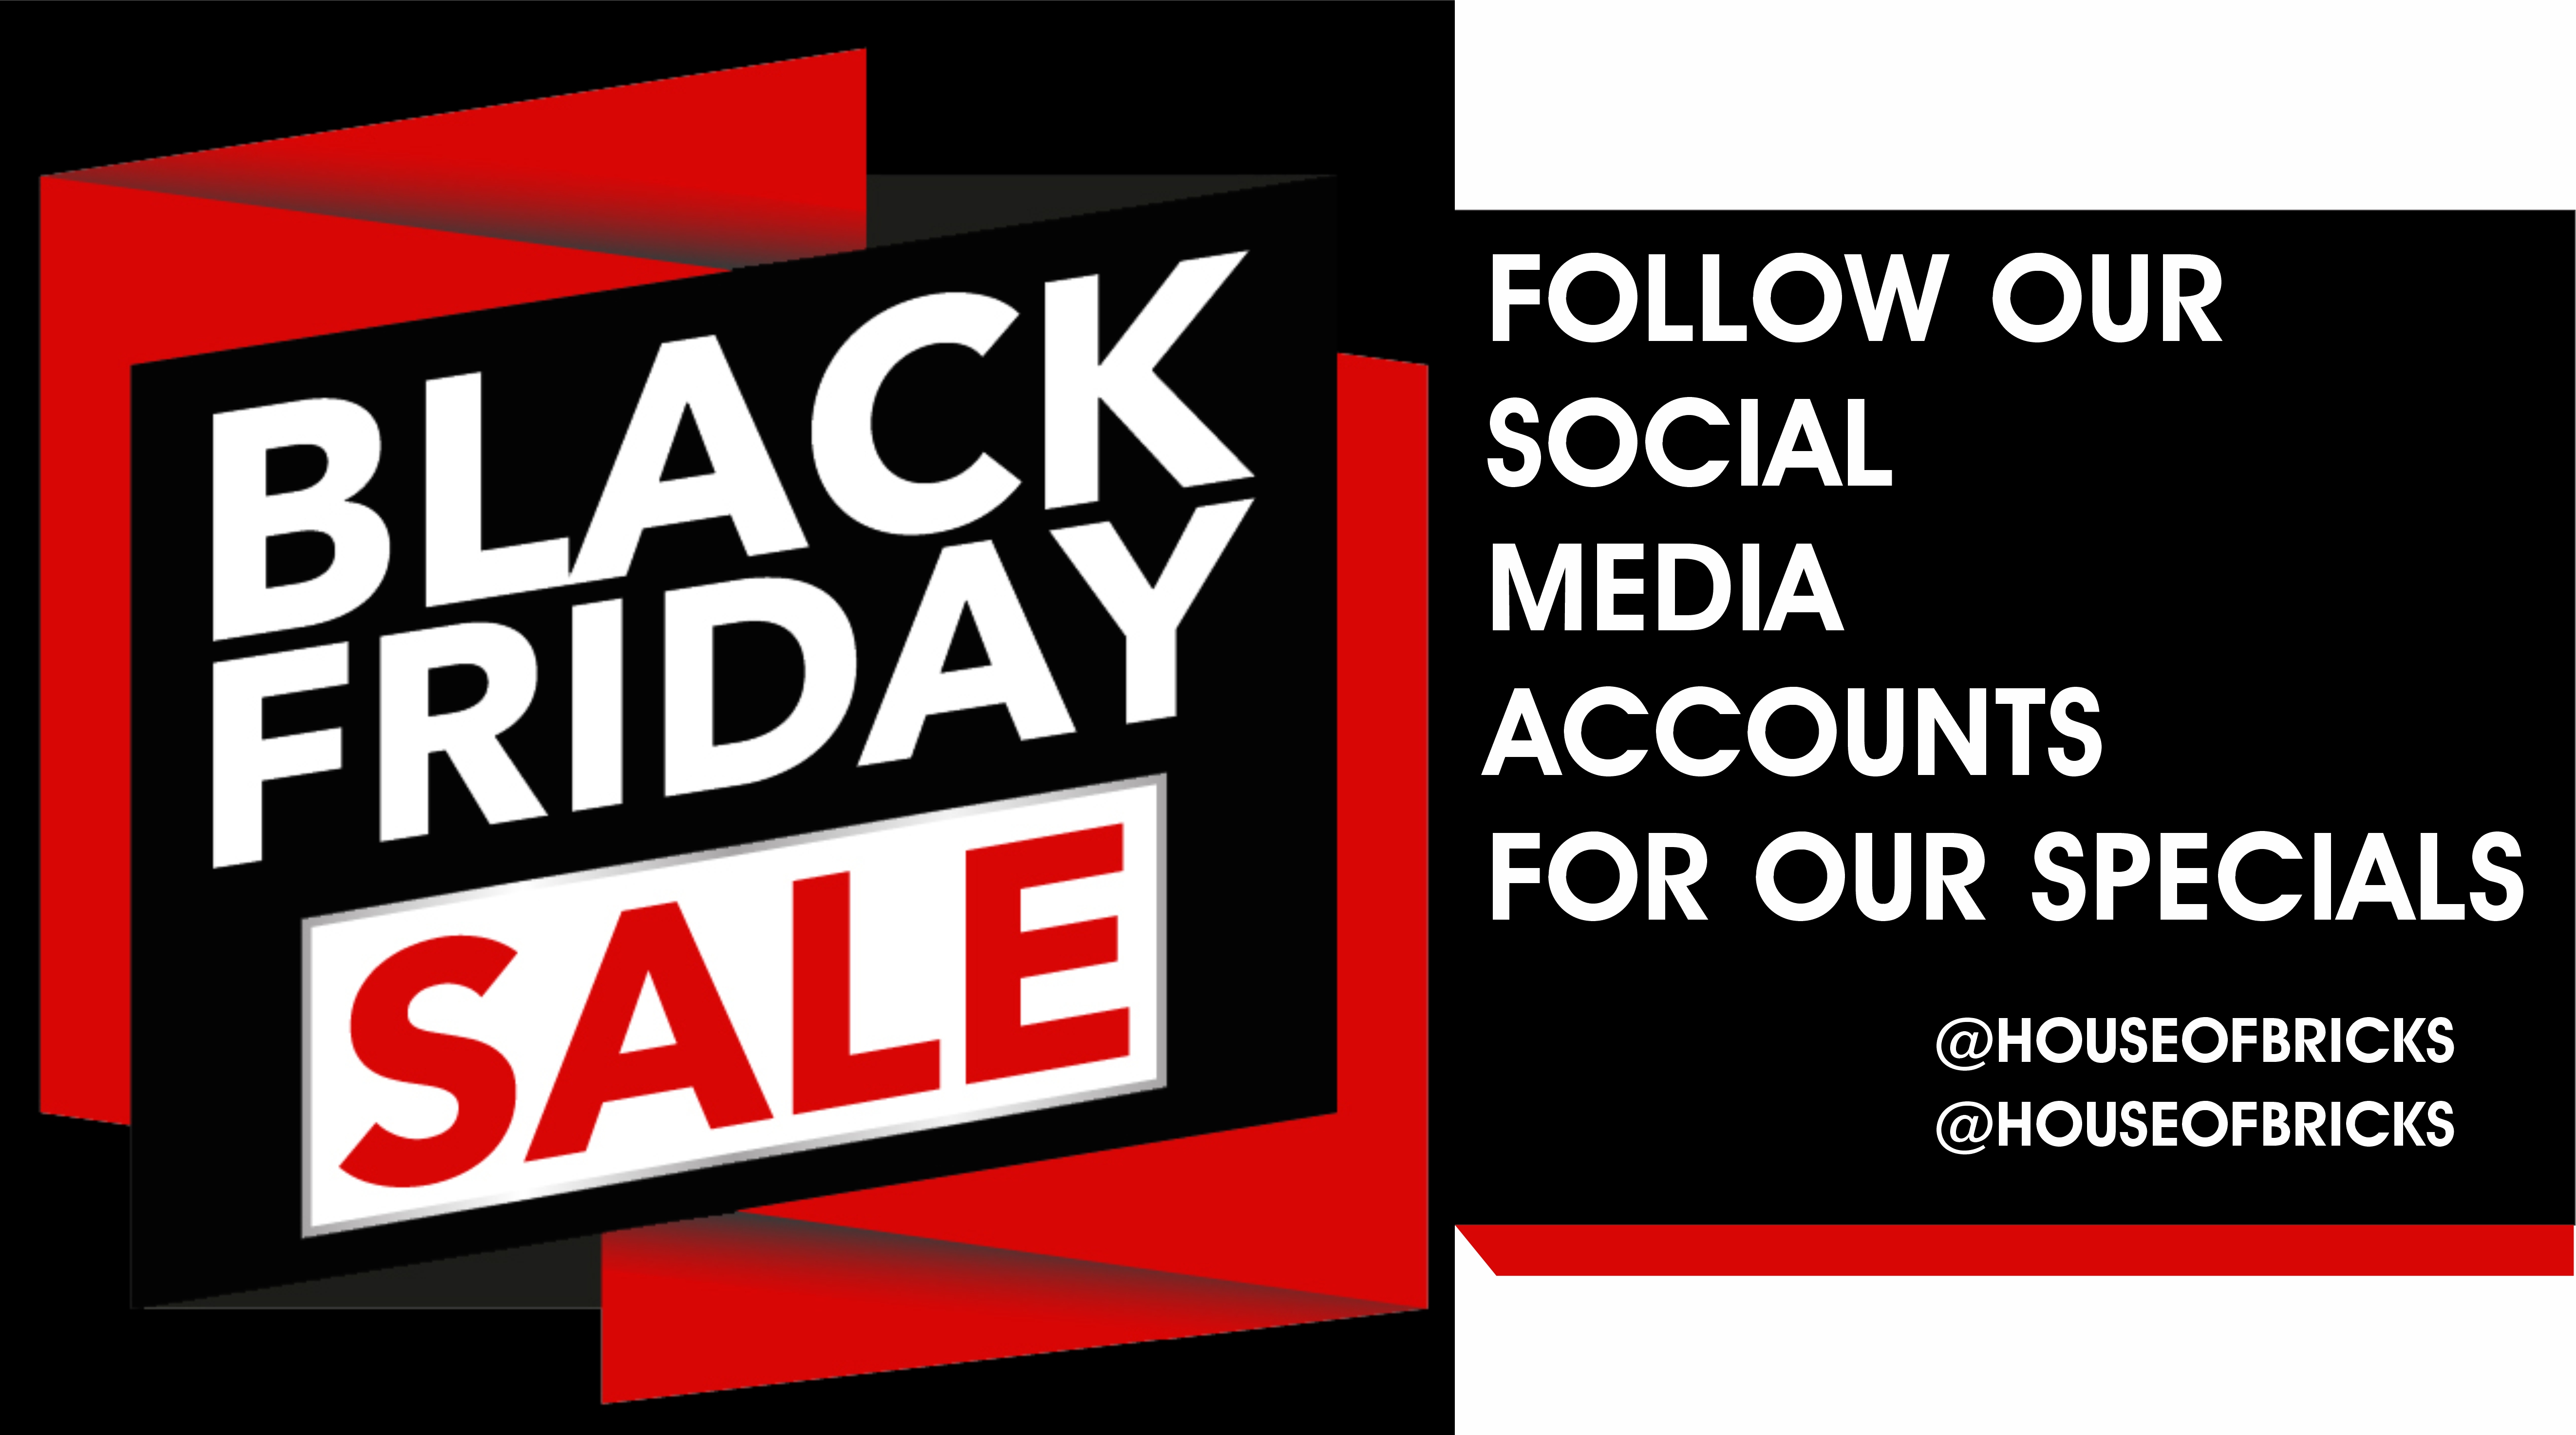 BLACK
FRIDAY
SALE
FOLLOW OUR
SOCIAL
MEDIA
ACCOUNTS
FOR OUR SPECIALS
@HOUSEOFBRICKS
@HOUSEOFBRICKS